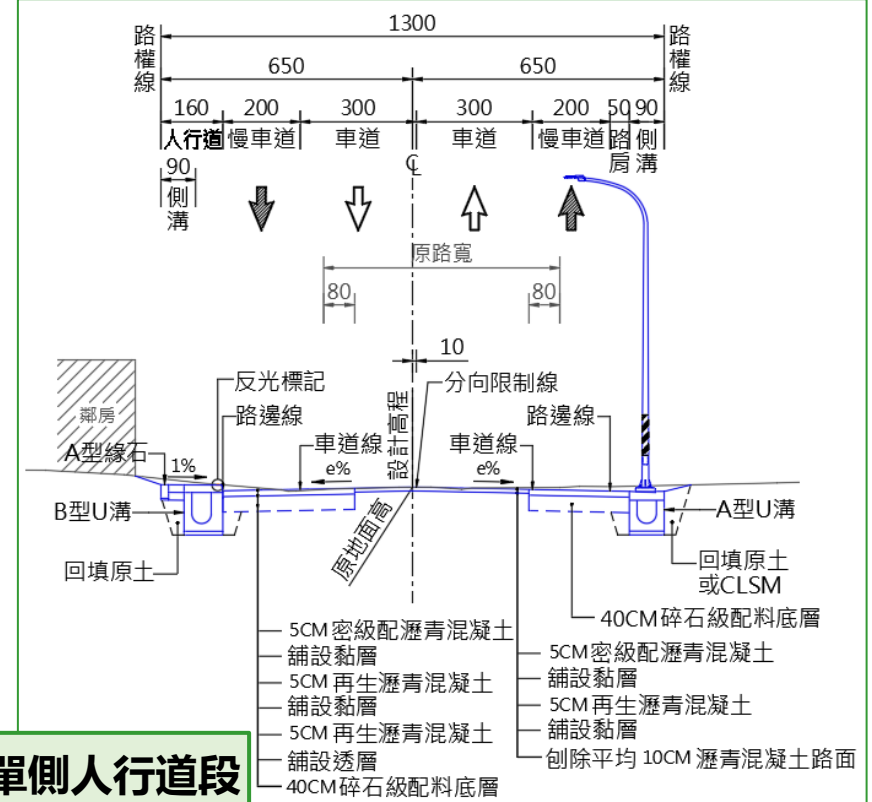 1300
路權線
路權線
650
650
160
200
300
300
200
50
90
人行道
慢車道
車道
車道
慢車道
路肩
側溝
90
側溝
℄
原路寬
80
80
10
反光標記
分向限制線
鄰房
路邊線
設計高程
路邊線
A型緣石
1%
車道線
e%
車道線
e%
B型U溝
A型U溝
原地面高
回填原土
回填原土
或CLSM
40CM碎石級配料底層
5CM密級配瀝青混凝土
舖設黏層
5CM再生瀝青混凝土
舖設黏層
5CM再生瀝青混凝土
舖設透層
40CM碎石級配料底層
5CM密級配瀝青混凝土
舖設黏層
5CM再生瀝青混凝土
舖設黏層
刨除平均10CM瀝青混凝土路面
單側人行道段